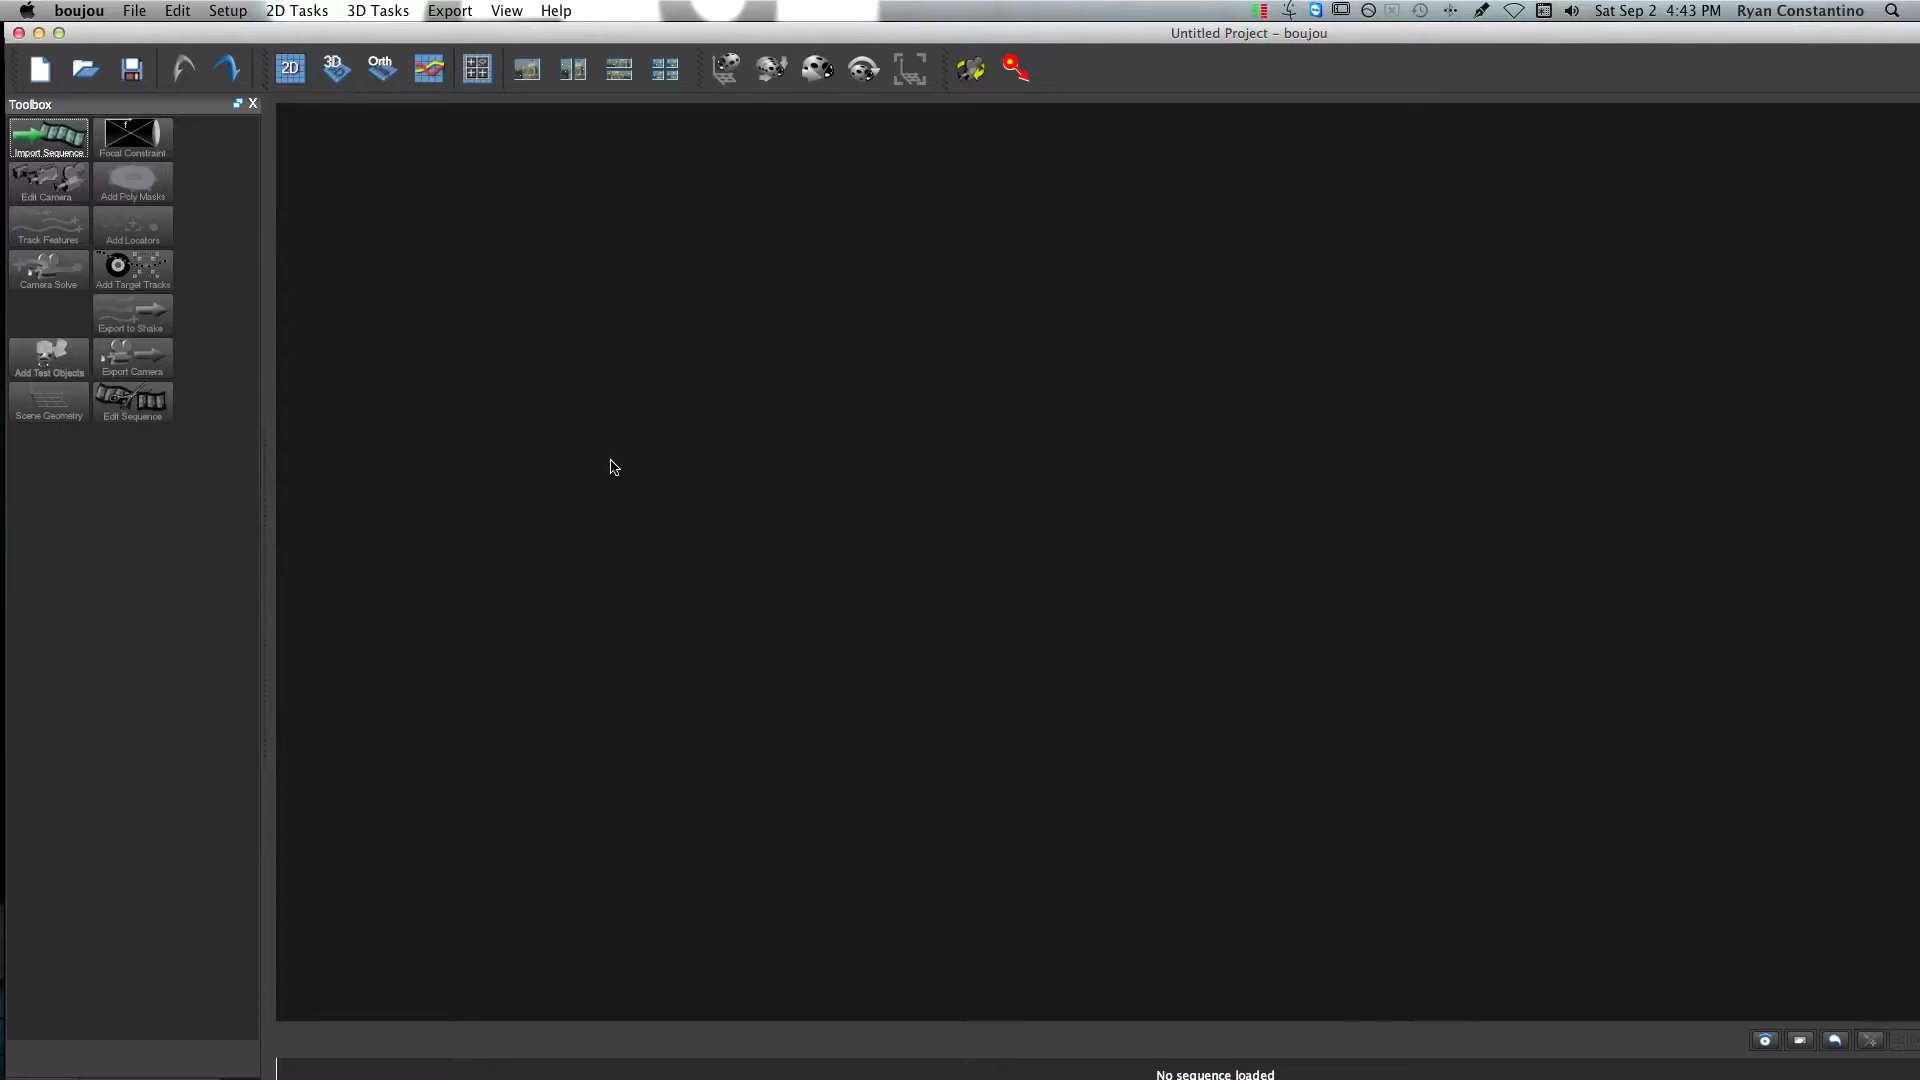 boujou File Edit Setup 2D Tasks 3D Tasks Export View Help Sat Sep 2 4:43 PM Ryan Constantino
Untitled Project – boujou
2D 3D Orth
Toolbox X
Import Sequence Focal Constraint
Edit Camera Add Poly Masks
Track Features Add Locators
Camera Solve Add Target Tracks
Export to Shake
Add Test Objects Export Camera
Scene Geometry Edit Sequence
No sequence loaded